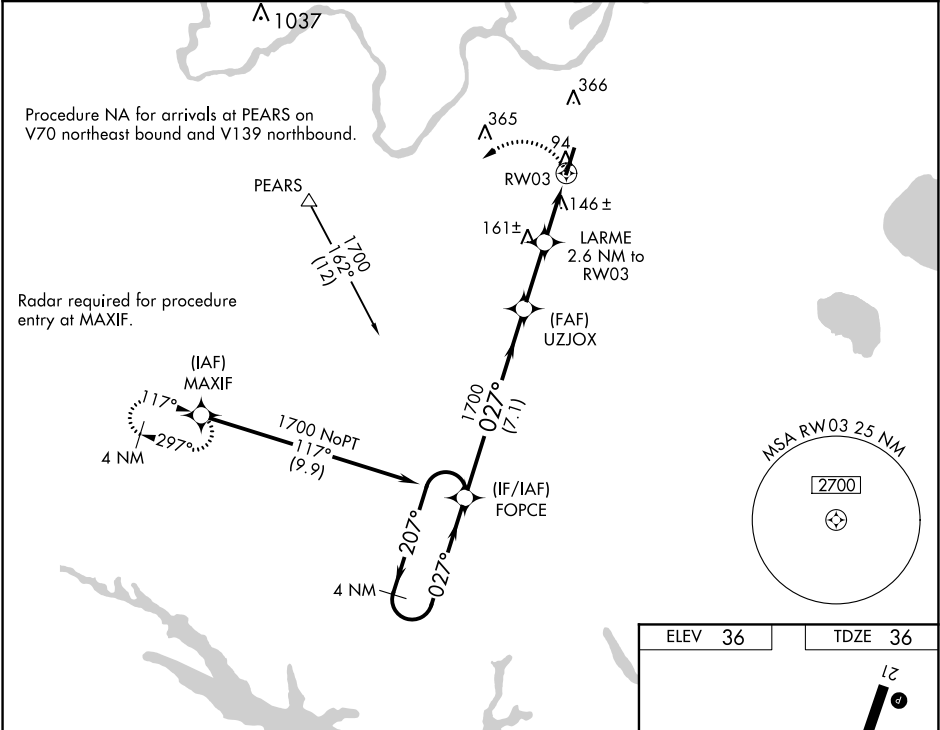 1037
Procedure NA for arrivals at PEARS on
V70 northeast bound and V139 northbound.
366
365
94
RW03
PEARS
146±
161±
LARME
2.6 NM to
RW03
1700
162°
(12)
Radar required for procedure
entry at MAXIF.
(FAF)
UZJOX
(IAF)
MAXIF
117°
297°
4 NM
1700 NoPT
117°
(9.9)
1700
027°
(7.1)
(IF/IAF)
FOPCE
207°
027°
4 NM
MSA RW03 25 NM
2700
ELEV 36
TDZE 36
21
P